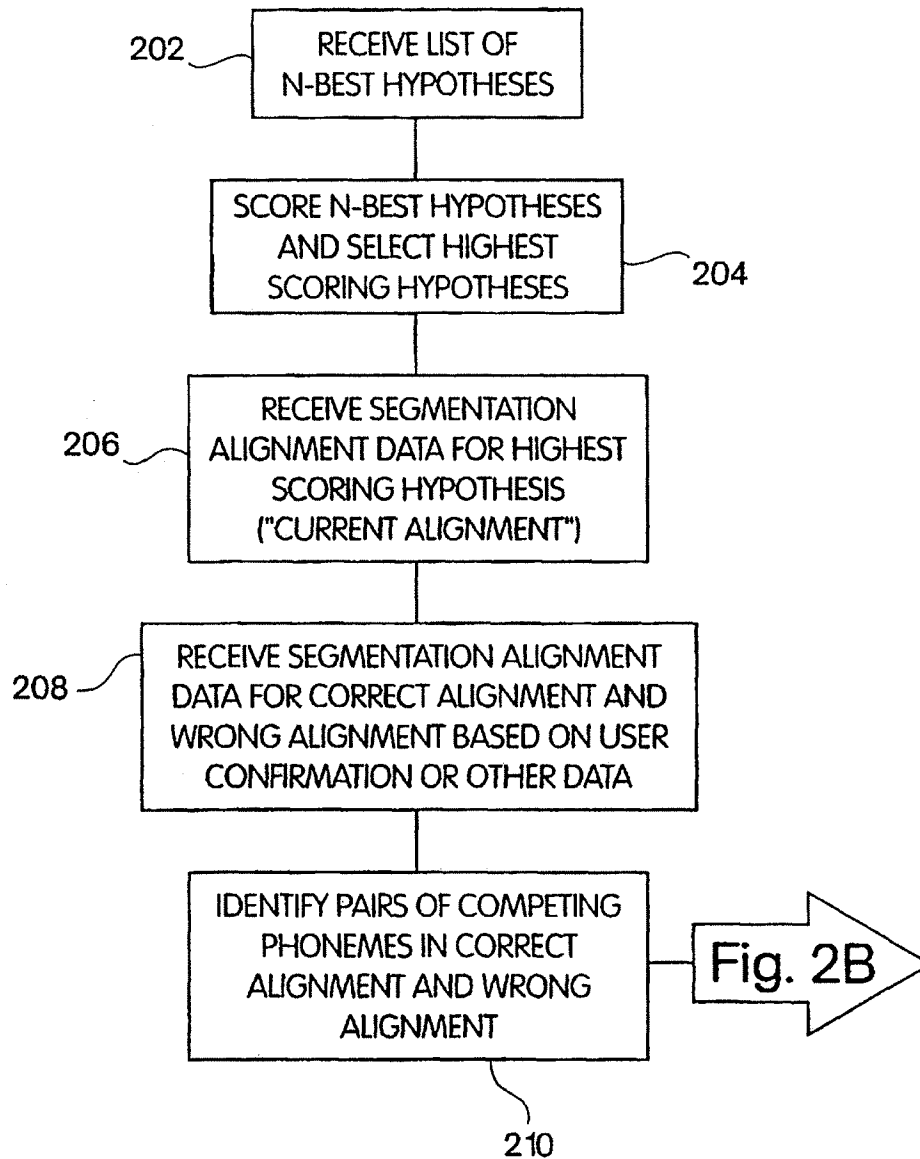 202
RECEIVE LIST OF
N-BEST HYPOTHESES
SCORE N-BEST HYPOTHESES
AND SELECT HIGHEST
SCORING HYPOTHESES
204
206
RECEIVE SEGMENTATION
ALIGNMENT DATA FOR HIGHEST
SCORING HYPOTHESIS
("CURRENT ALIGNMENT")
208
RECEIVE SEGMENTATION ALIGNMENT
DATA FOR CORRECT ALIGNMENT AND
WRONG ALIGNMENT BASED ON USER
CONFIRMATION OR OTHER DATA
IDENTIFY PAIRS OF COMPETING
PHONEMES IN CORRECT
ALIGNMENT AND WRONG
ALIGNMENT
Fig. 2B
210